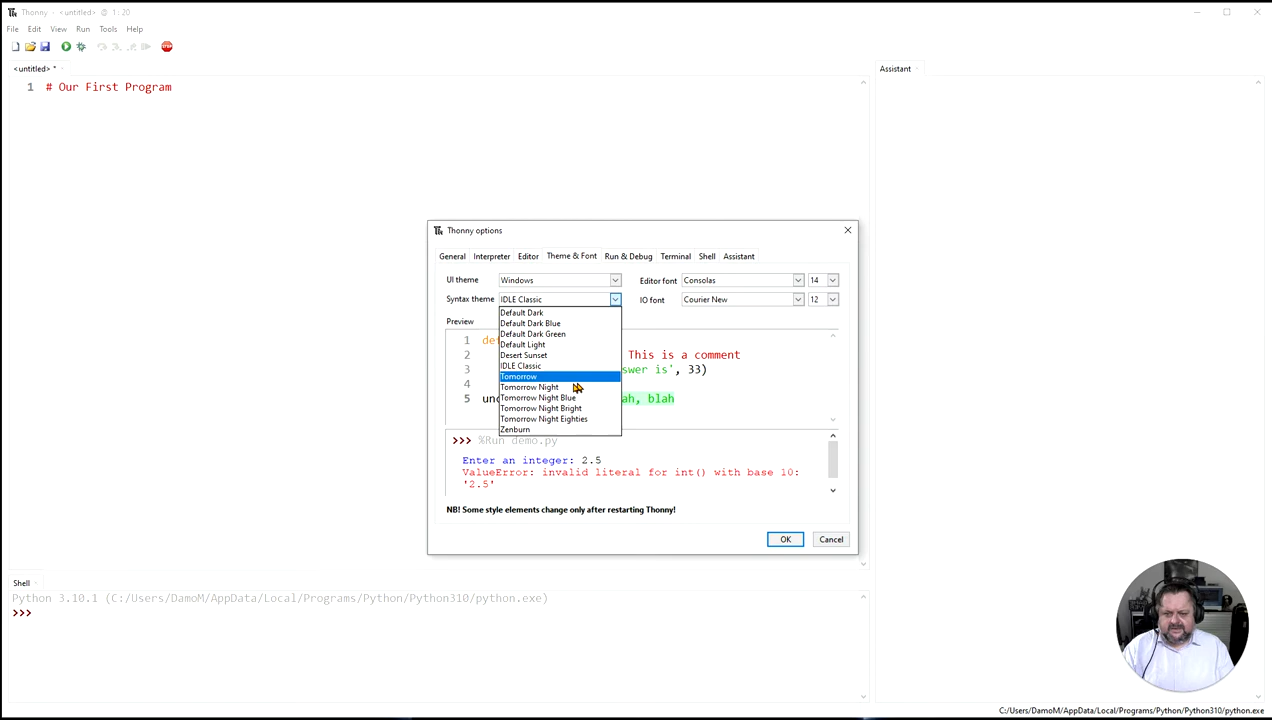 Thonny - <untitled> @ 1:20
File Edit View Run Tools Help
STOP
<untitled> *
Assistant
1 # Our First Program
Thonny options
General Interpreter Editor Theme & Font Run & Debug Terminal Shell Assistant
UI theme Windows Editor font Consolas 14
Syntax theme IDLE Classic IO font Courier New 12
Preview
Default Dark
Default Dark Blue
Default Dark Green
Default Light
Desert Sunset
IDLE Classic
Tomorrow
Tomorrow Night
Tomorrow Night Blue
Tomorrow Night Bright
Tomorrow Night Eighties
Zenburn
1 de
2 This is a comment
3 swer is', 33)
4
5 unc ah, blah
>>> %Run demo.py
Enter an integer: 2.5
ValueError: invalid literal for int() with base 10:
'2.5'
NB! Some style elements change only after restarting Thonny!
OK Cancel
Shell
Python 3.10.1 (C:/Users/DamoM/AppData/Local/Programs/Python/Python310/python.exe)
>>>
C:/Users/DamoM/AppData/Local/Programs/Python/Python310/python.exe